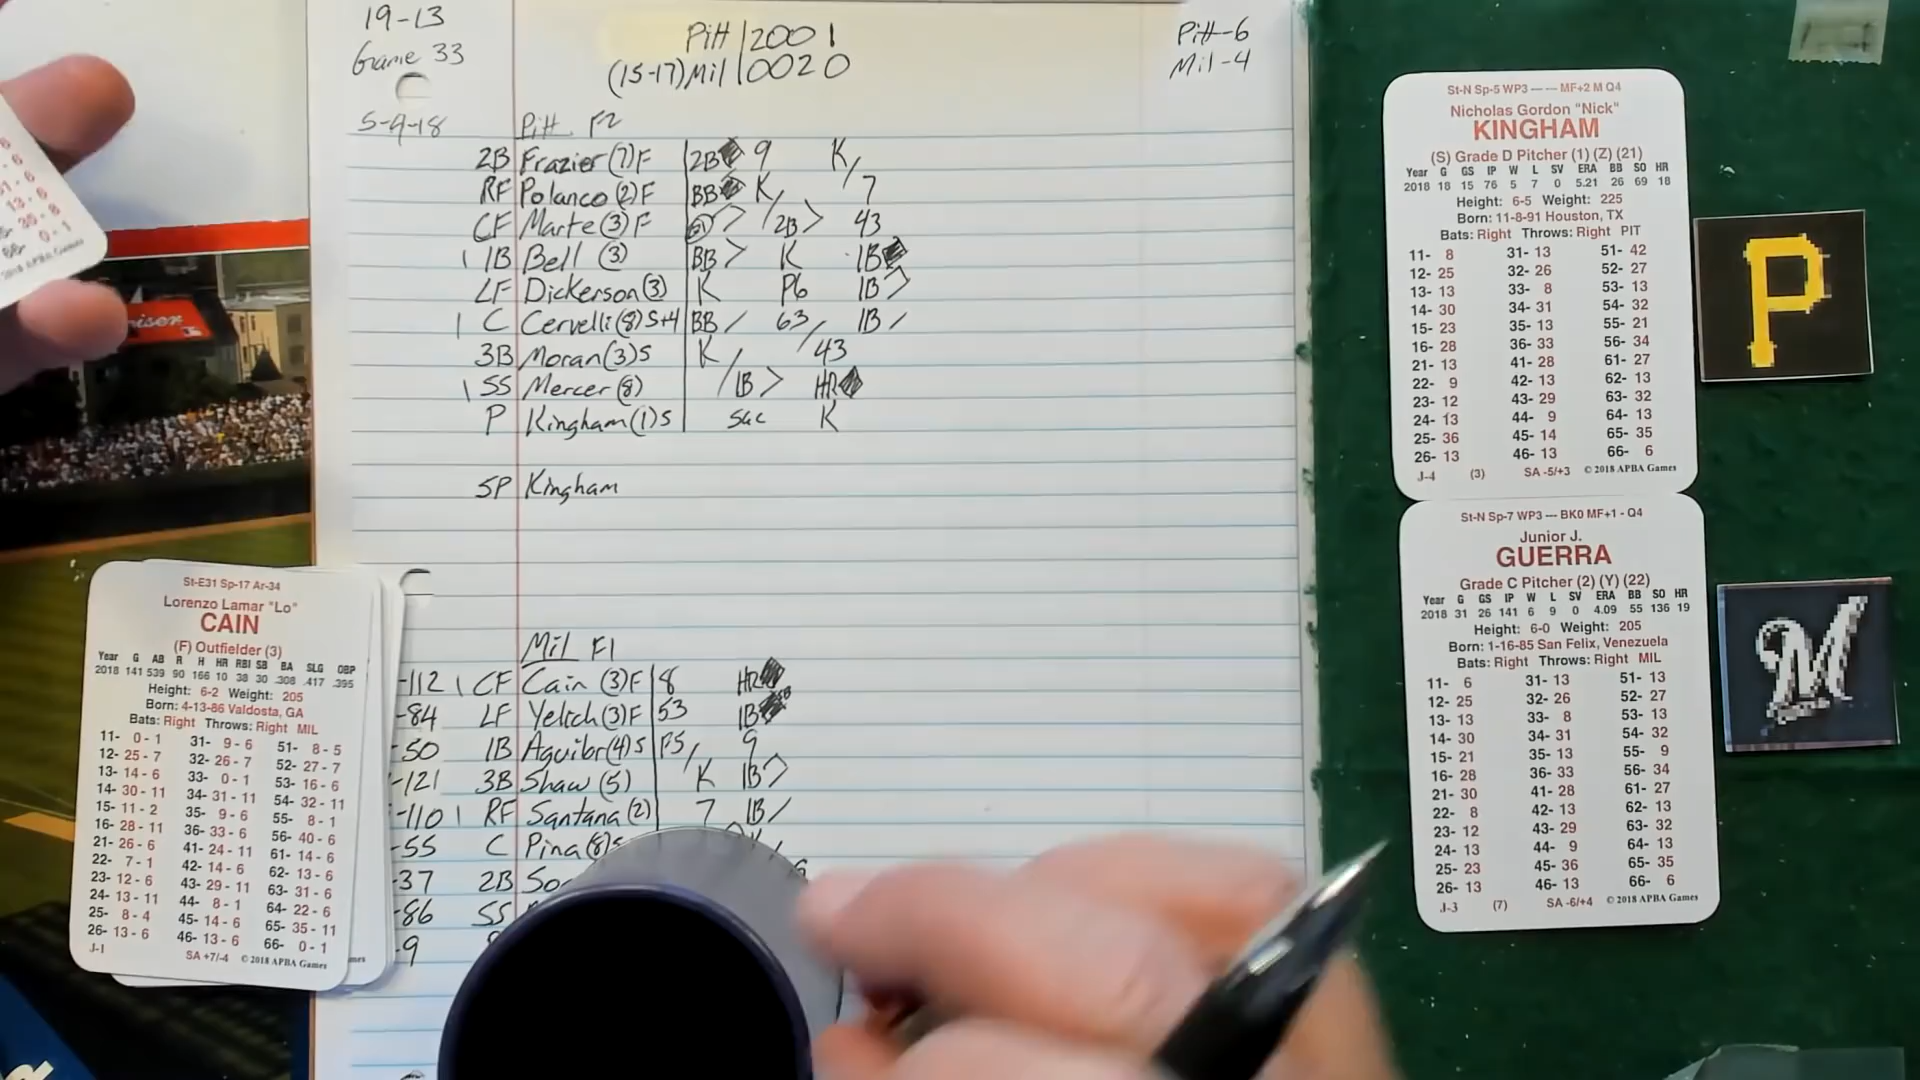 19-13
Game 33
Pitt 2001
(15-17) Mil 0020
Pitt-6
Mil-4
5-9-18
Pitt F2
2B Frazier (7) F 2B 9 K
RF Polanco (2) F BB K 7
CF Marte (3) F 2B 43
1 1B Bell (3) BB K 1B
LF Dickerson (3) K P6 1B
1 C Cervelli (8) S+4 BB 63 1B
3B Moran (3) S K 43
1 SS Mercer (8) 1B HR
P Kingham (1) S Sac K
SP Kingham
Mil F1
-112 1 CF Cain (3) F 8 HR
-84 LF Yelich (3) F 53 1B
-50 1B Aguilar (4) S P5 9
-121 3B Shaw (5) K 1B
-110 1 RF Santana (2) 7 1B
-55 C Pina (8) S
-37 2B So
-86 SS
-9
St-E31 Sp-17 Ar-34
Lorenzo Lamar "Lo"
CAIN
(F) Outfielder (3)
Year G AB R H HR RBI SB BA SLG OBP
2018 141 539 90 166 10 38 30 .308 .417 .395
Height: 6-2 Weight: 205
Born: 4-13-86 Valdosta, GA
Bats: Right Throws: Right MIL
11- 0-1 31- 9-6 51- 8-5
12- 25-7 32- 26-7 52- 27-7
13- 14-6 33- 0-1 53- 16-6
14- 30-11 34- 31-11 54- 32-11
15- 11-2 35- 9-6 55- 8-1
16- 28-11 36- 33-6 56- 40-6
21- 26-6 41- 24-11 61- 14-6
22- 7-1 42- 14-6 62- 13-6
23- 12-6 43- 29-11 63- 31-6
24- 13-11 44- 8-1 64- 22-6
25- 8-4 45- 14-6 65- 35-11
26- 13-6 46- 13-6 66- 0-1
J-1 SA +7/-4 © 2018 APBA Games
St-N Sp-5 WP3 --- --- MF+2 M Q4
Nicholas Gordon "Nick"
KINGHAM
(S) Grade D Pitcher (1) (Z) (21)
Year G GS IP W L SV ERA BB SO HR
2018 18 15 76 5 7 0 5.21 26 69 18
Height: 6-5 Weight: 225
Born: 11-8-91 Houston, TX
Bats: Right Throws: Right PIT
11- 8 31- 13 51- 42
12- 25 32- 26 52- 27
13- 13 33- 8 53- 13
14- 30 34- 31 54- 32
15- 23 35- 13 55- 21
16- 28 36- 33 56- 34
21- 13 41- 28 61- 27
22- 9 42- 13 62- 13
23- 12 43- 29 63- 32
24- 13 44- 9 64- 13
25- 36 45- 14 65- 35
26- 13 46- 13 66- 6
J-4 (3) SA -5/+3 © 2018 APBA Games
P
St-N Sp-7 WP3 --- BK0 MF+1 - Q4
Junior J.
GUERRA
Grade C Pitcher (2) (Y) (22)
Year G GS IP W L SV ERA BB SO HR
2018 31 26 141 6 9 0 4.09 55 136 19
Height: 6-0 Weight: 205
Born: 1-16-85 San Felix, Venezuela
Bats: Right Throws: Right MIL
11- 6 31- 13 51- 13
12- 25 32- 26 52- 27
13- 13 33- 8 53- 13
14- 30 34- 31 54- 32
15- 21 35- 13 55- 9
16- 28 36- 33 56- 34
21- 30 41- 28 61- 27
22- 8 42- 13 62- 13
23- 12 43- 29 63- 32
24- 13 44- 9 64- 13
25- 23 45- 36 65- 35
26- 13 46- 13 66- 6
J-3 (7) SA -6/+4 © 2018 APBA Games
M